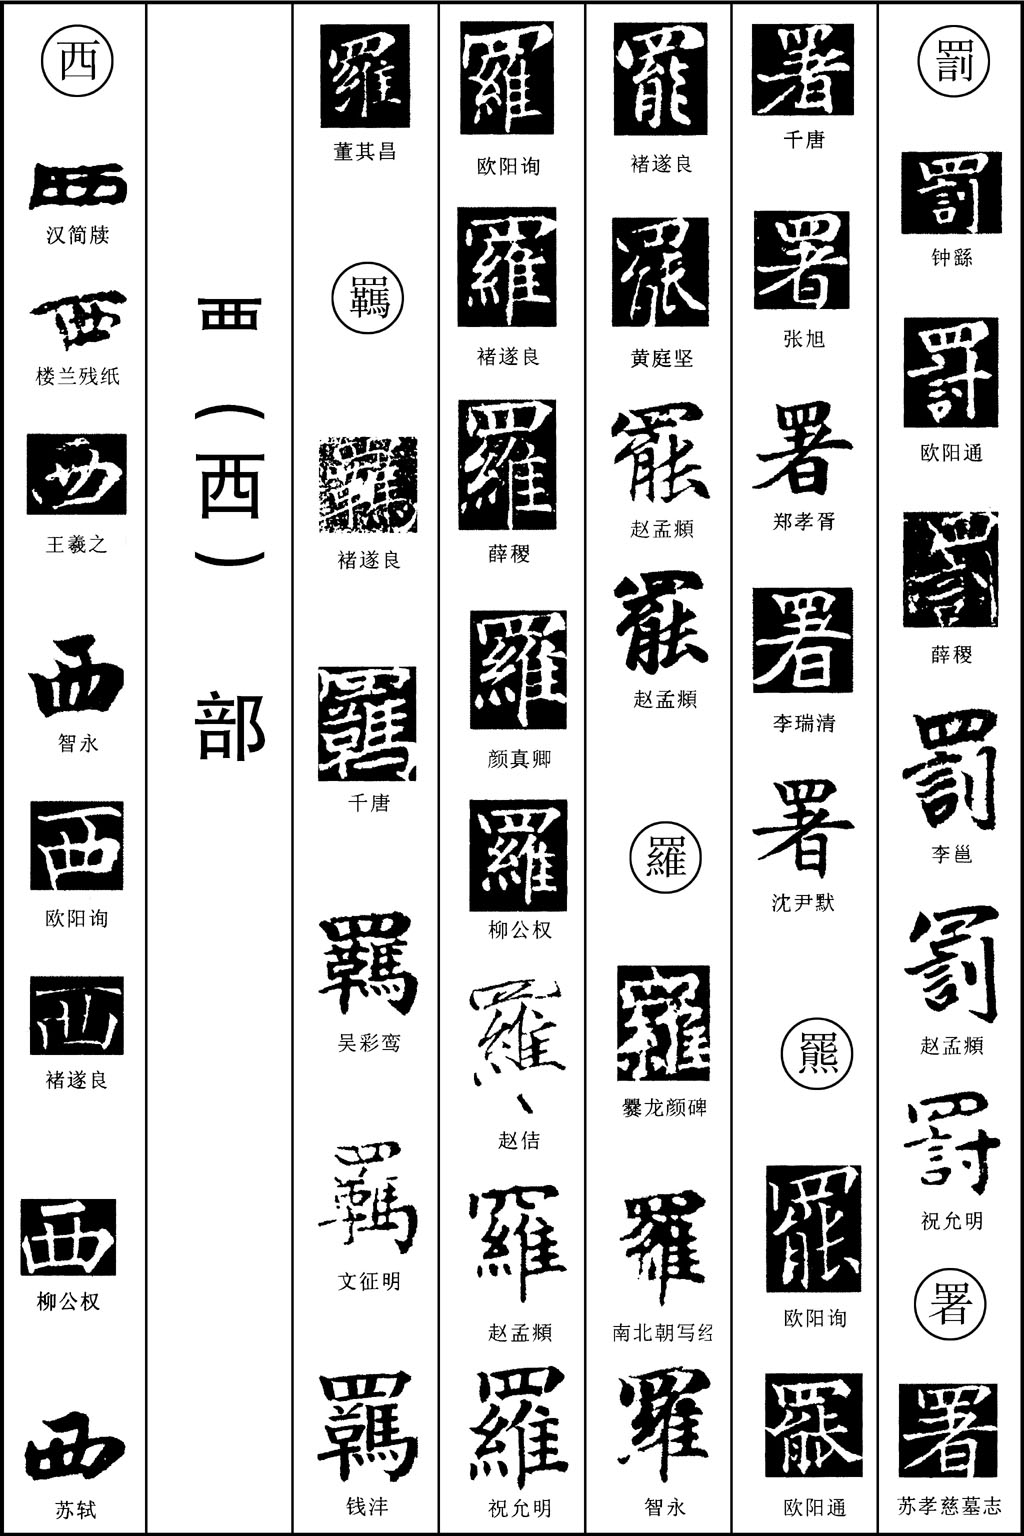 罰
罰
钟繇
罰
欧阳通
罰
薛稷
罰
李邕
罰
赵孟頫
罰
祝允明
署
署
苏孝慈墓志
署
千唐
署
张旭
署
郑孝胥
署
李瑞清
署
沈尹默
羆
罷
欧阳询
罷
欧阳通
罷
褚遂良
罷
黄庭坚
罷
赵孟頫
罷
赵孟頫
羅
羅
爨龙颜碑
羅
南北朝写经
羅
智永
羅
欧阳询
羅
褚遂良
羅
薛稷
羅
颜真卿
羅
柳公权
羅
赵佶
羅
赵孟頫
羅
祝允明
羅
董其昌
羈
羈
褚遂良
羈
千唐
羈
吴彩鸾
羈
文征明
羈
钱沣
覀(西)部
西
西
汉简牍
西
楼兰残纸
西
王羲之
西
智永
西
欧阳询
西
褚遂良
西
柳公权
西
苏轼